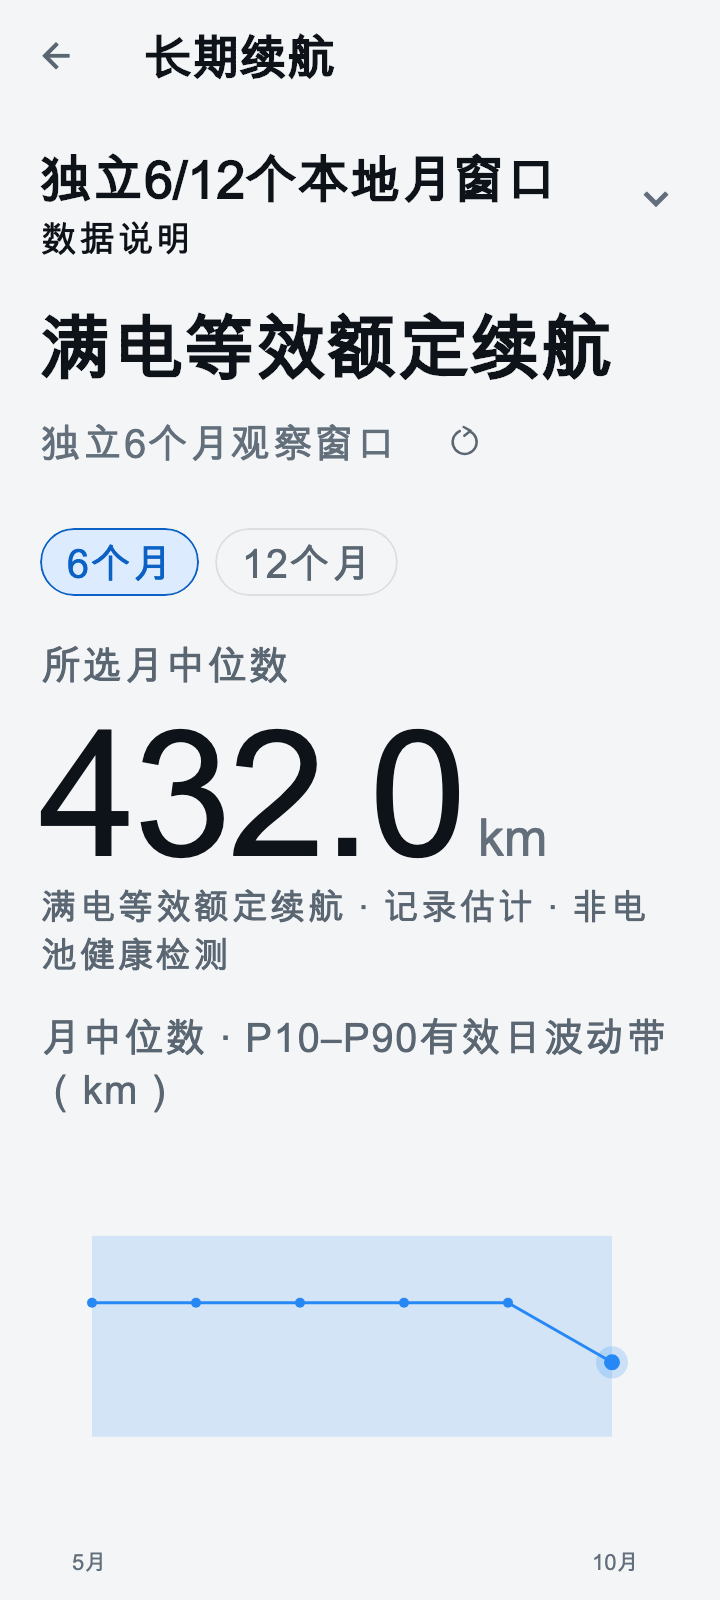 长期续航
独立6/12个本地月窗口
数据说明
满电等效额定续航
独立6个月观察窗口
6个月 12个月
所选月中位数
432.0 km
满电等效额定续航 · 记录估计 · 非电
池健康检测
月中位数 · P10–P90有效日波动带
（ km ）
5月 10月